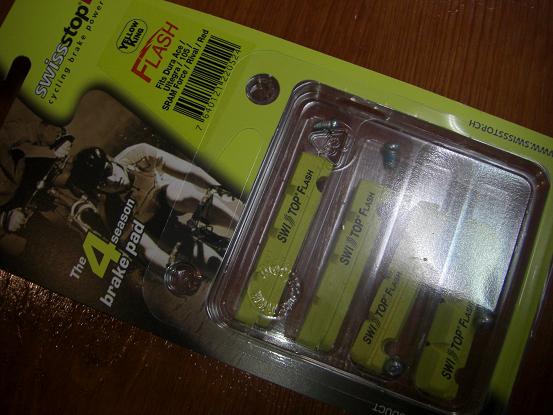 swissstop
cycling brake power
YELLOW
KING
FLASH
Fits Dura Ace /
Ultegra / 105 /
SRAM Force / Rival / Red
WWW.SWISSSTOP.CH
The 4 season
brake pad
SWISSTOP FLASH
SWISSTOP FLASH
SWISSTOP FLASH
SWISSTOP FLASH